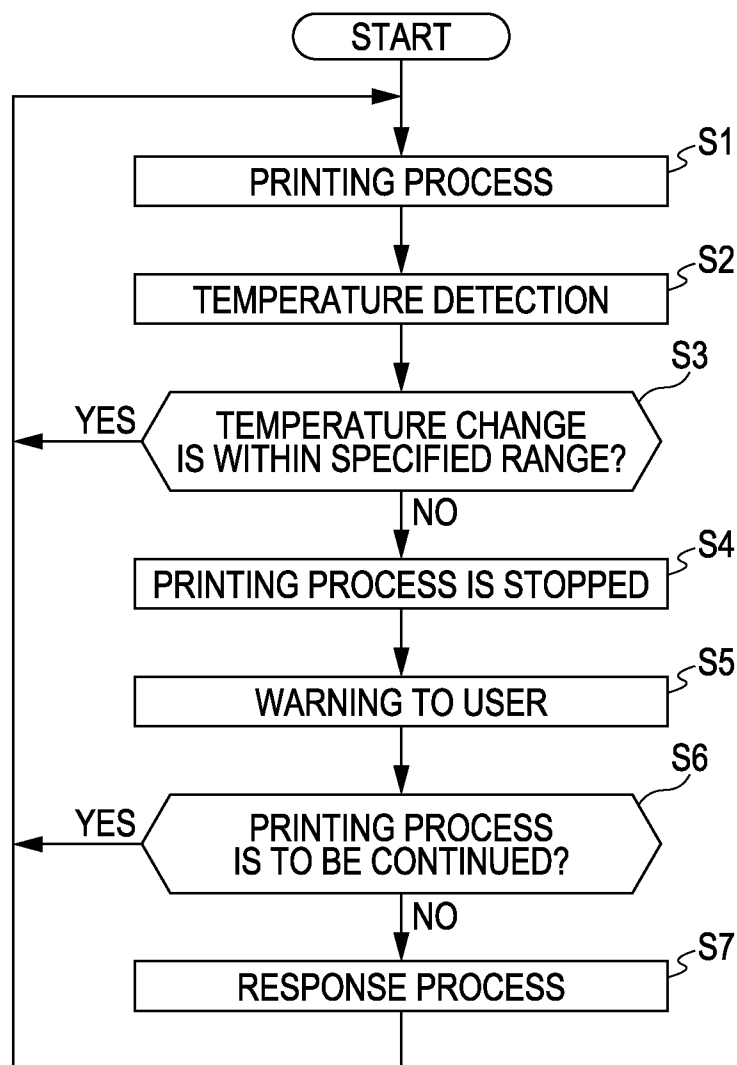 START
S1
PRINTING PROCESS
S2
TEMPERATURE DETECTION
S3
YES
TEMPERATURE CHANGE
IS WITHIN SPECIFIED RANGE?
NO
S4
PRINTING PROCESS IS STOPPED
S5
WARNING TO USER
S6
YES
PRINTING PROCESS
IS TO BE CONTINUED?
NO
S7
RESPONSE PROCESS